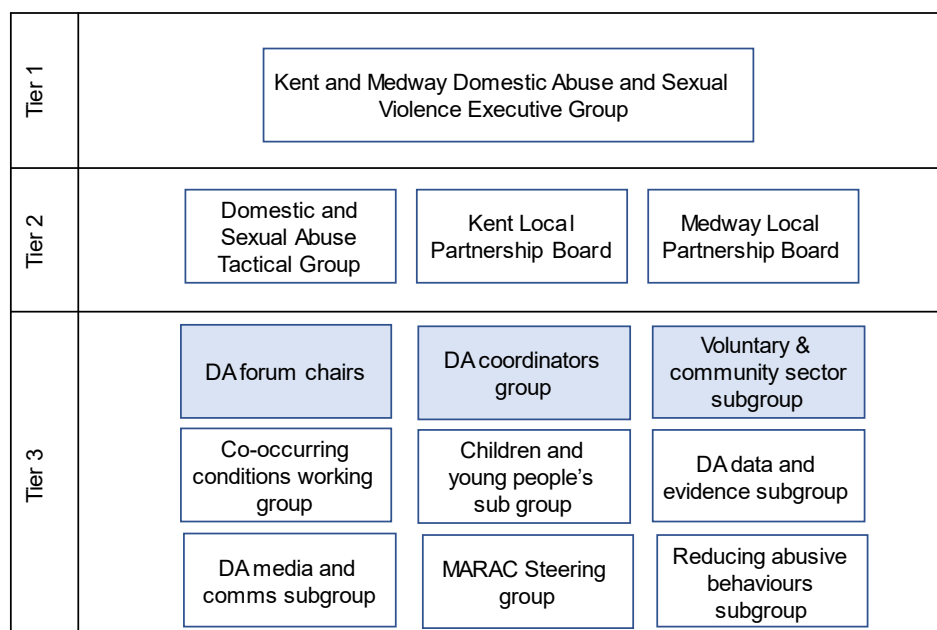 Tier 1
Kent and Medway Domestic Abuse and Sexual
Violence Executive Group
Tier 2
Domestic and
Sexual Abuse
Tactical Group
Kent Local
Partnership Board
Medway Local
Partnership Board
Tier 3
DA forum chairs
DA coordinators
group
Voluntary &
community sector
subgroup
Co-occurring
conditions working
group
Children and
young people's
sub group
DA data and
evidence subgroup
DA media and
comms subgroup
MARAC Steering
group
Reducing abusive
behaviours
subgroup